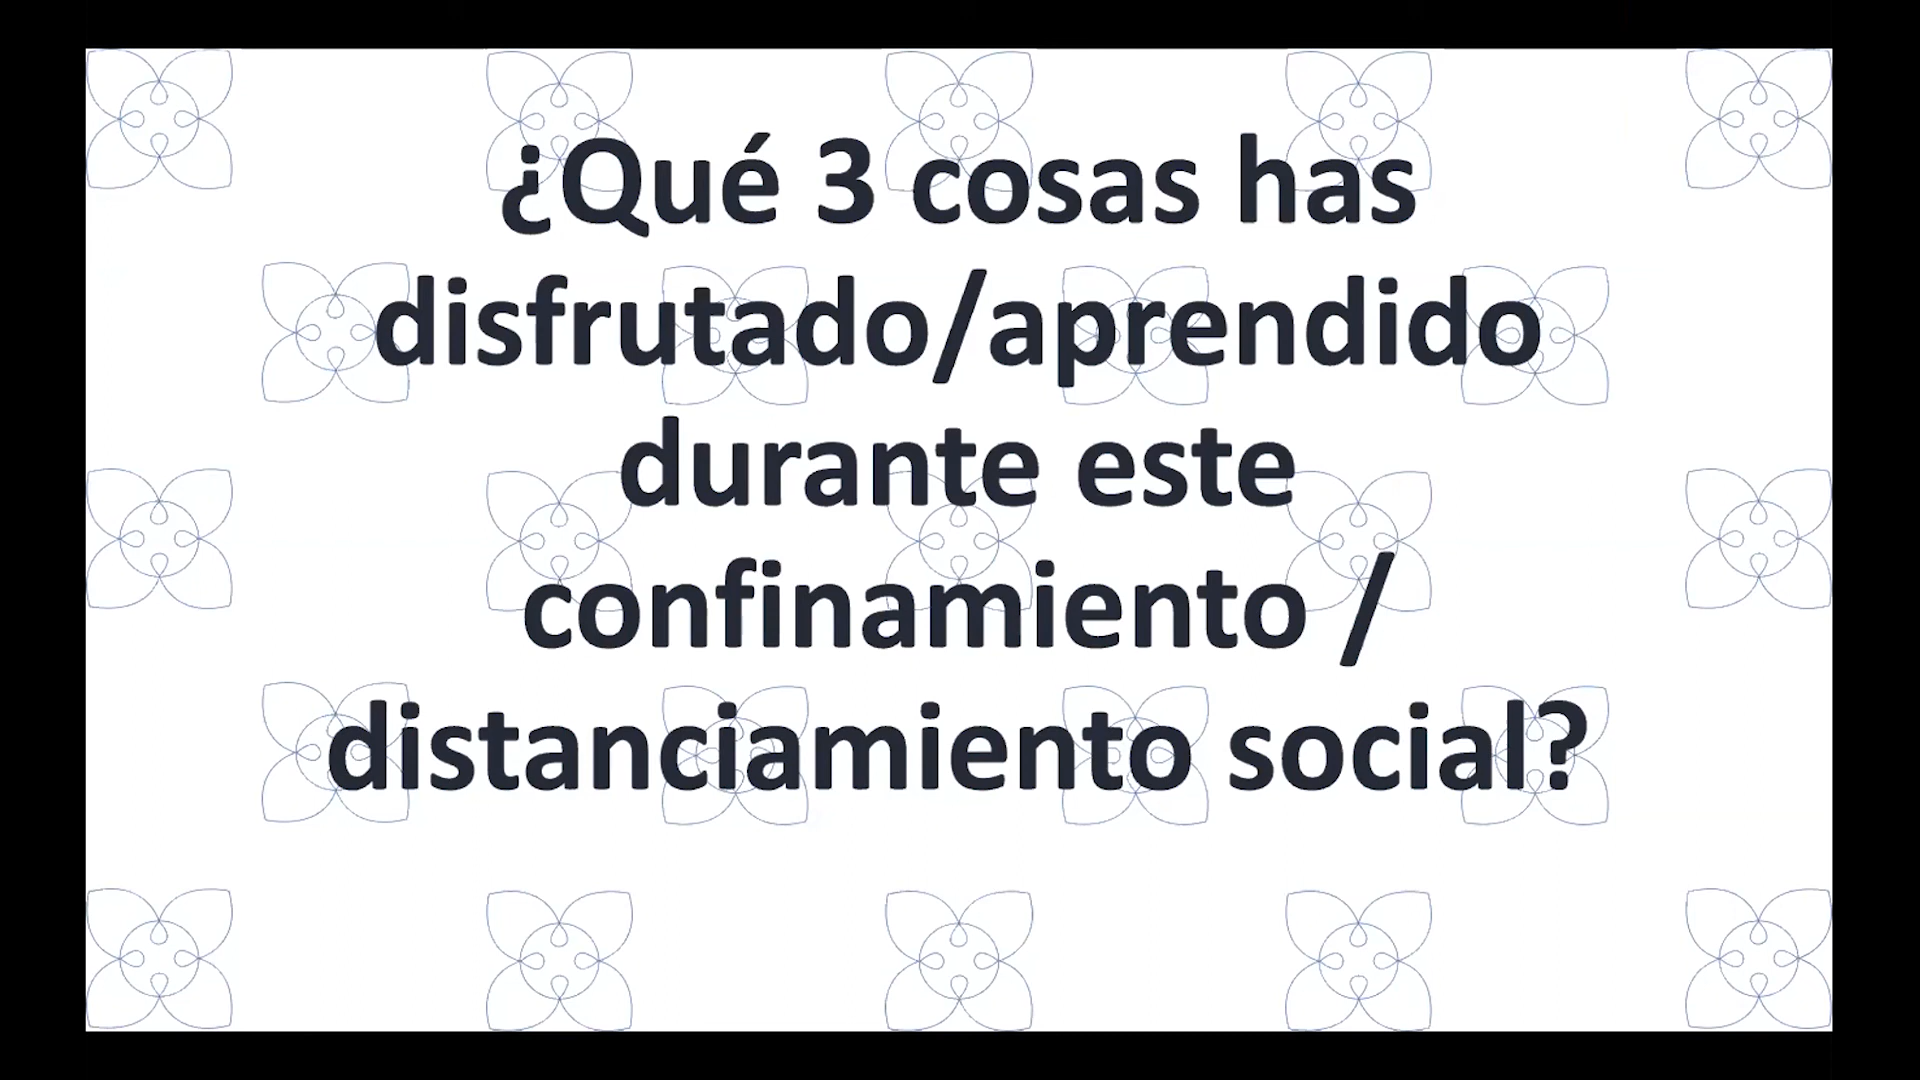 ¿Qué 3 cosas has
disfrutado/aprendido
durante este
confinamiento /
distanciamiento social?